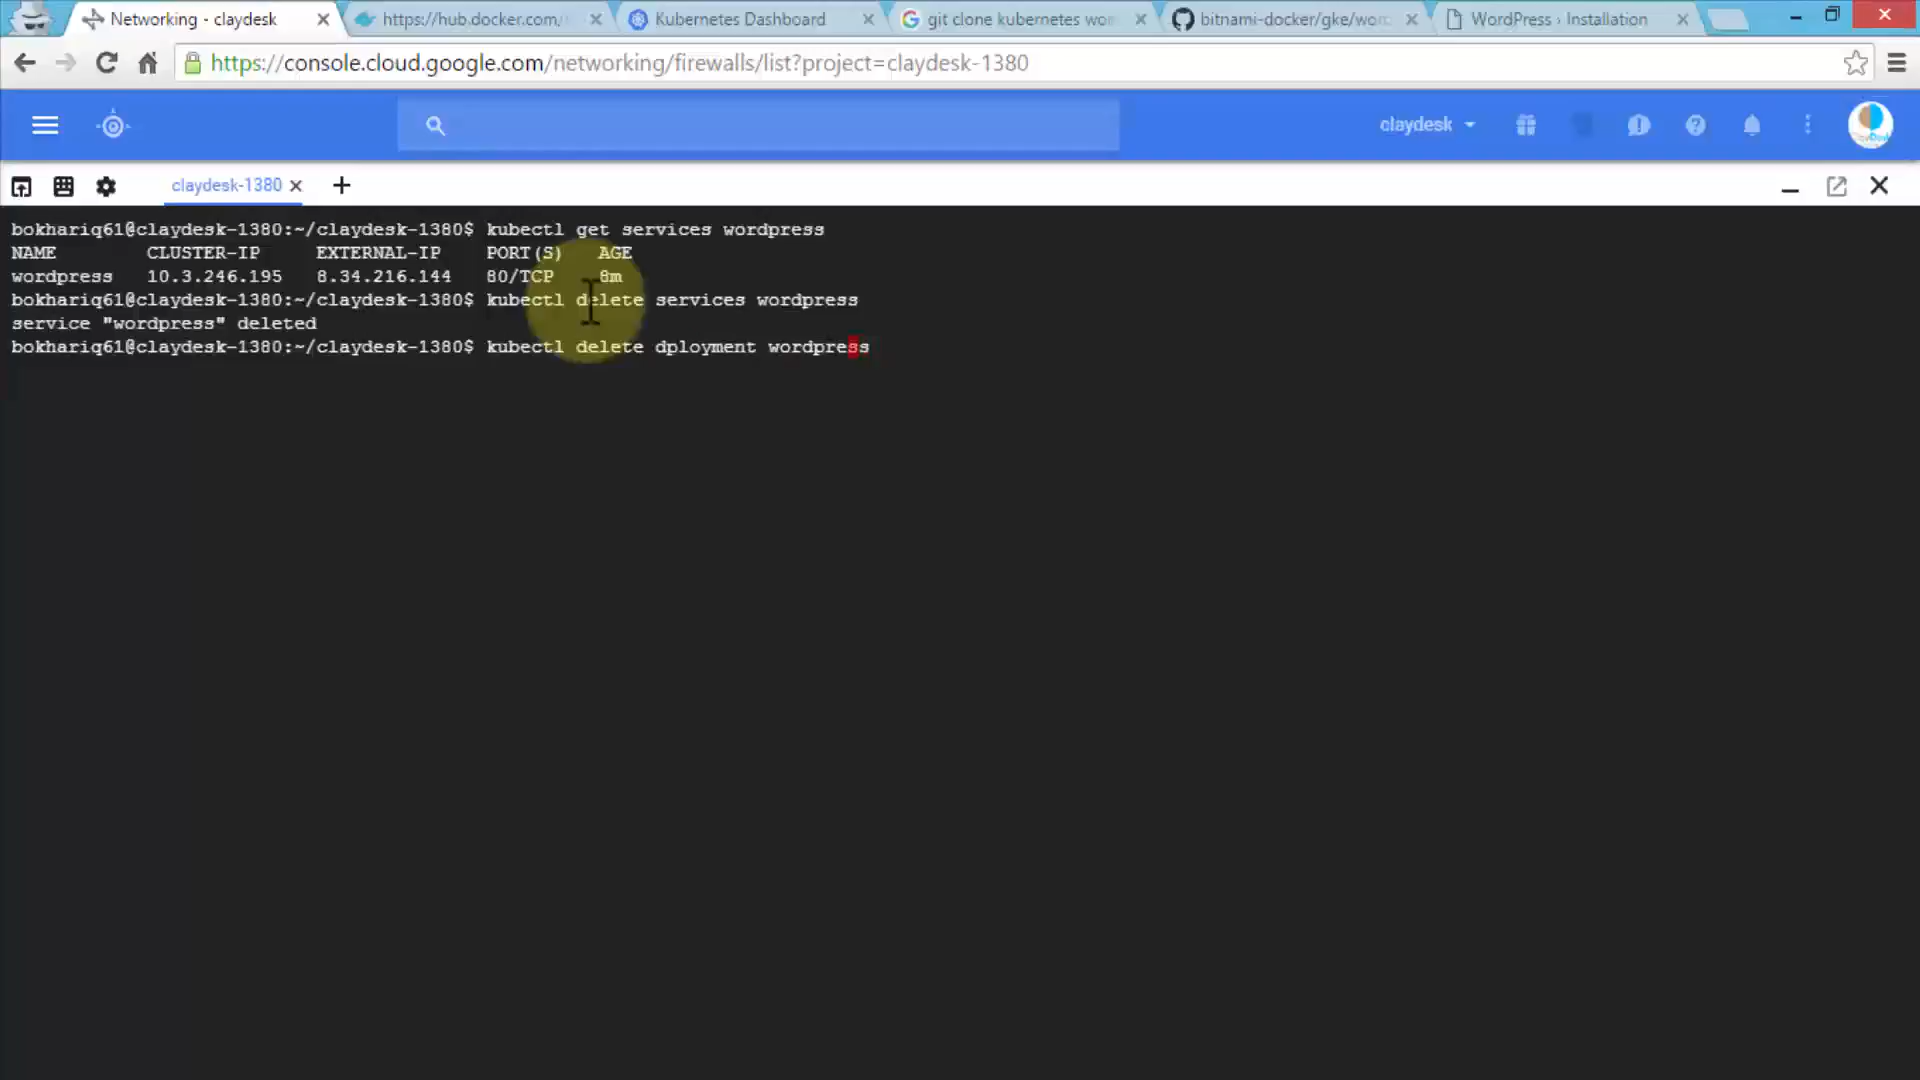 Networking - claydesk
https://hub.docker.com/
Kubernetes Dashboard
git clone kubernetes wor
bitnami-docker/gke/wor
WordPress › Installation
https://console.cloud.google.com/networking/firewalls/list?project=claydesk-1380
claydesk
claydesk-1380
bokhariq61@claydesk-1380:~/claydesk-1380$ kubectl get services wordpress
NAME CLUSTER-IP EXTERNAL-IP PORT(S) AGE
wordpress 10.3.246.195 8.34.216.144 80/TCP 8m
bokhariq61@claydesk-1380:~/claydesk-1380$ kubectl delete services wordpress
service "wordpress" deleted
bokhariq61@claydesk-1380:~/claydesk-1380$ kubectl delete dployment wordpress